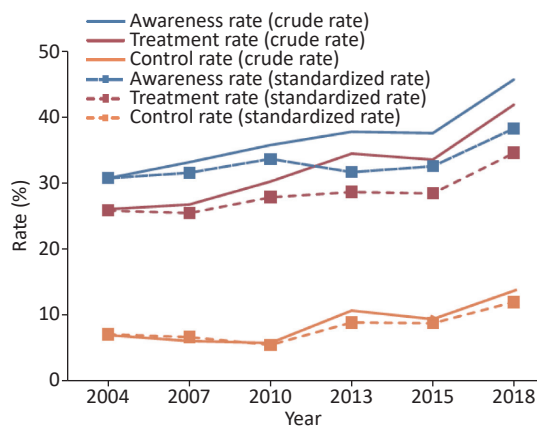 Awareness rate (crude rate)
Treatment rate (crude rate)
Control rate (crude rate)
Awareness rate (standardized rate)
Treatment rate (standardized rate)
Control rate (standardized rate)
50
40
30
20
10
0
Rate (%)
2004 2007 2010 2013 2015 2018
Year